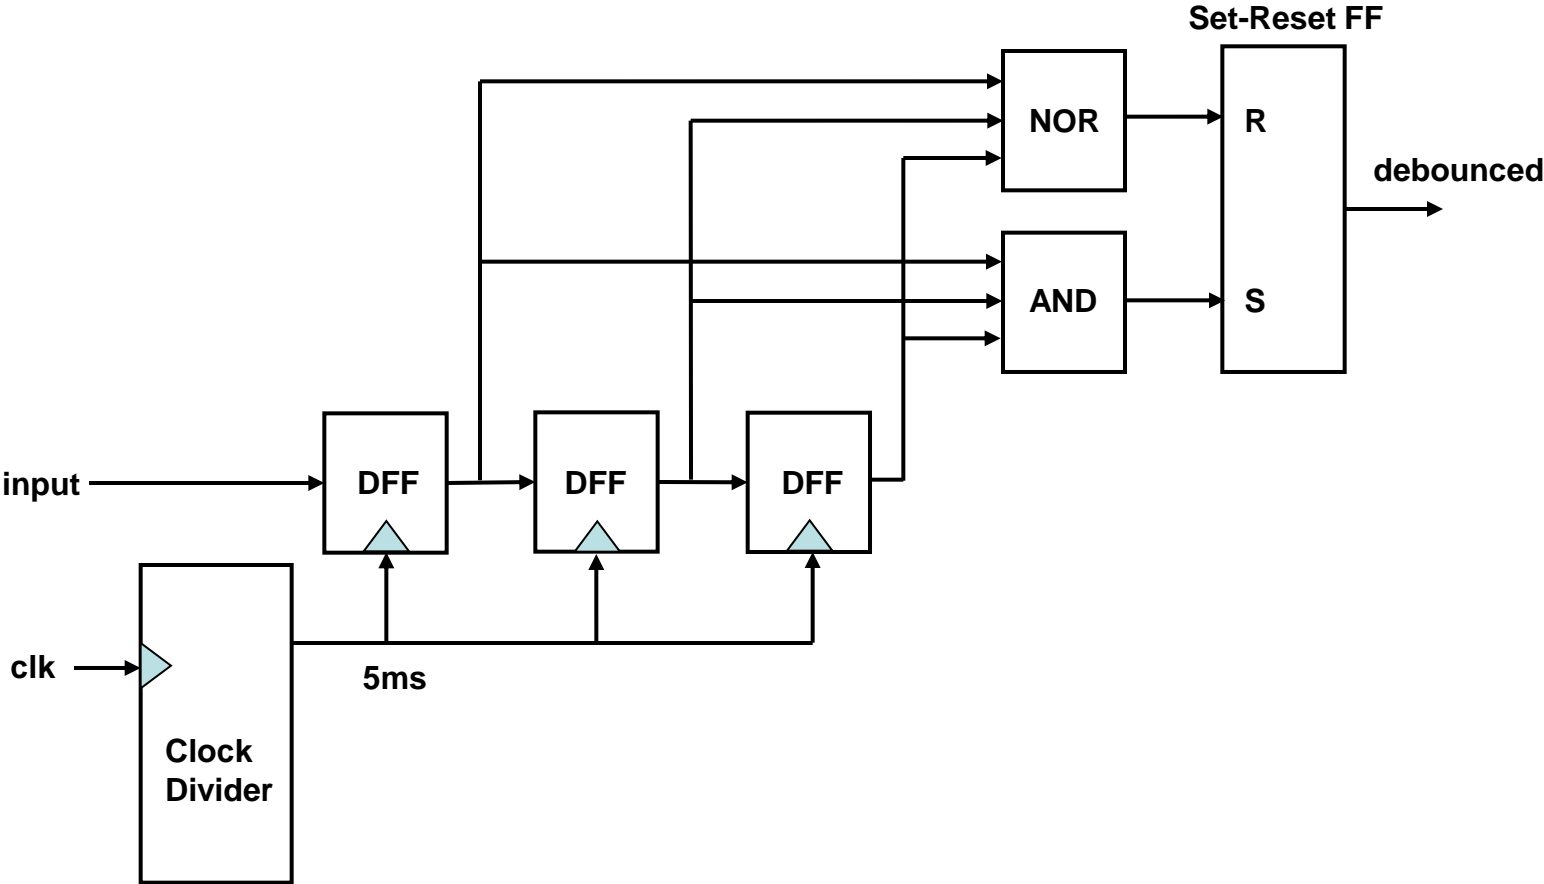 Set-Reset FF
NOR
R
debounced
AND
S
input
DFF
DFF
DFF
clk
5ms
Clock
Divider